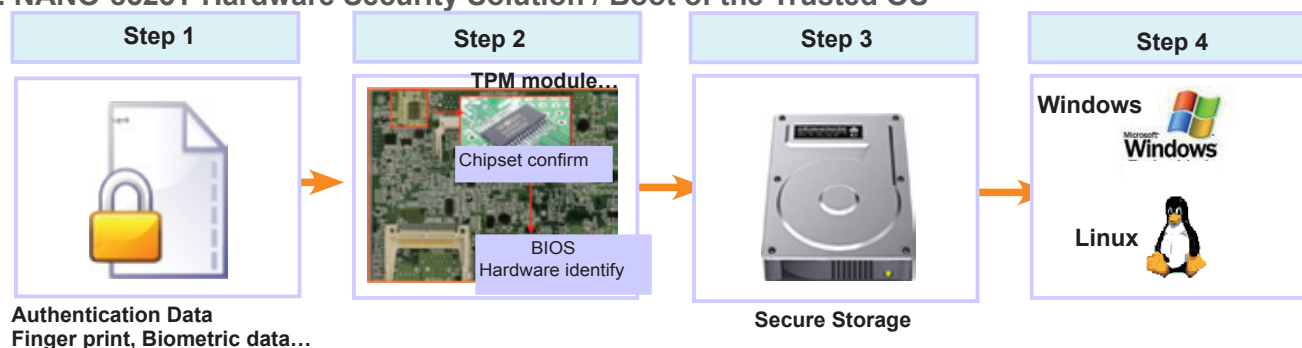 Step 1
Step 2
Step 3
Step 4
TPM module…
Chipset confirm
BIOS
Hardware identify
Windows
Microsoft
Windows
Linux
Authentication Data
Finger print, Biometric data…
Secure Storage